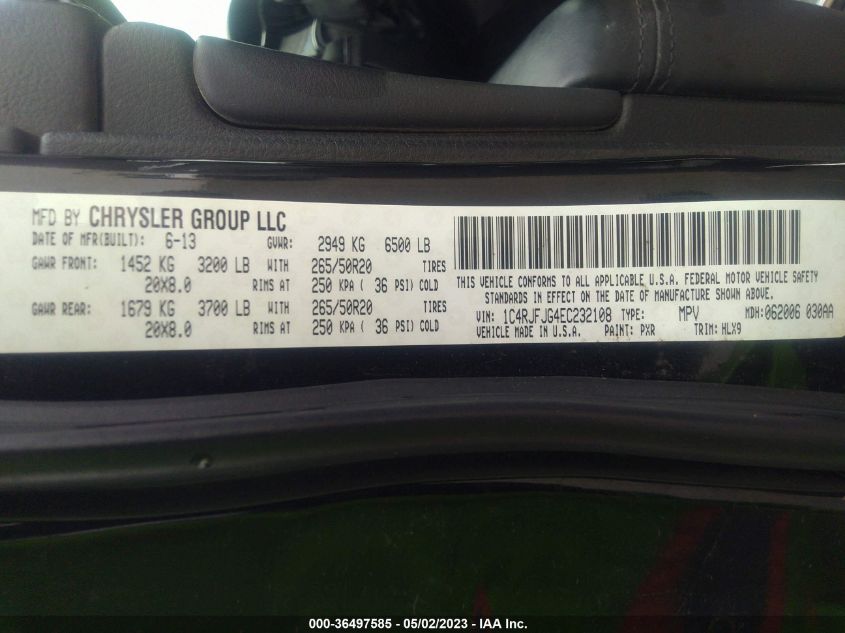 MFD BY CHRYSLER GROUP LLC
DATE OF MFR(BUILT): 6-13 GVWR: 2949 KG 6500 LB
GAWR FRONT: 1452 KG 3200 LB WITH 265/50R20 TIRES
20X8.0 RIMS AT 250 KPA ( 36 PSI) COLD
GAWR REAR: 1679 KG 3700 LB WITH 265/50R20 TIRES
20X8.0 RIMS AT 250 KPA ( 36 PSI) COLD
THIS VEHICLE CONFORMS TO ALL APPLICABLE U.S.A. FEDERAL MOTOR VEHICLE SAFETY
STANDARDS IN EFFECT ON THE DATE OF MANUFACTURE SHOWN ABOVE.
VIN: 1C4RJFJG4EC232108 TYPE: MPV MDH: 062006 030AA
VEHICLE MADE IN U.S.A. PAINT: PXR TRIM: HLX9
000-36497585 - 05/02/2023 - 1 - IAA Inc.